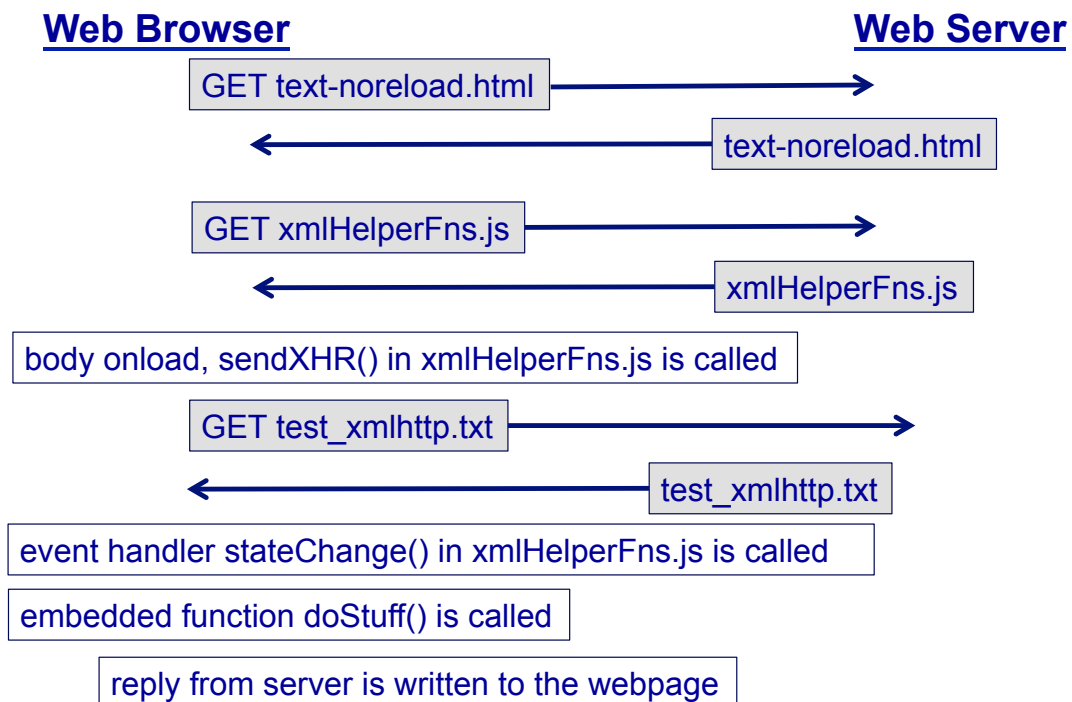 Web Browser
Web Server
GET text-noreload.html
text-noreload.html
GET xmlHelperFns.js
xmlHelperFns.js
body onload, sendXHR() in xmlHelperFns.js is called
GET test_xmlhttp.txt
test_xmlhttp.txt
event handler stateChange() in xmlHelperFns.js is called
embedded function doStuff() is called
reply from server is written to the webpage